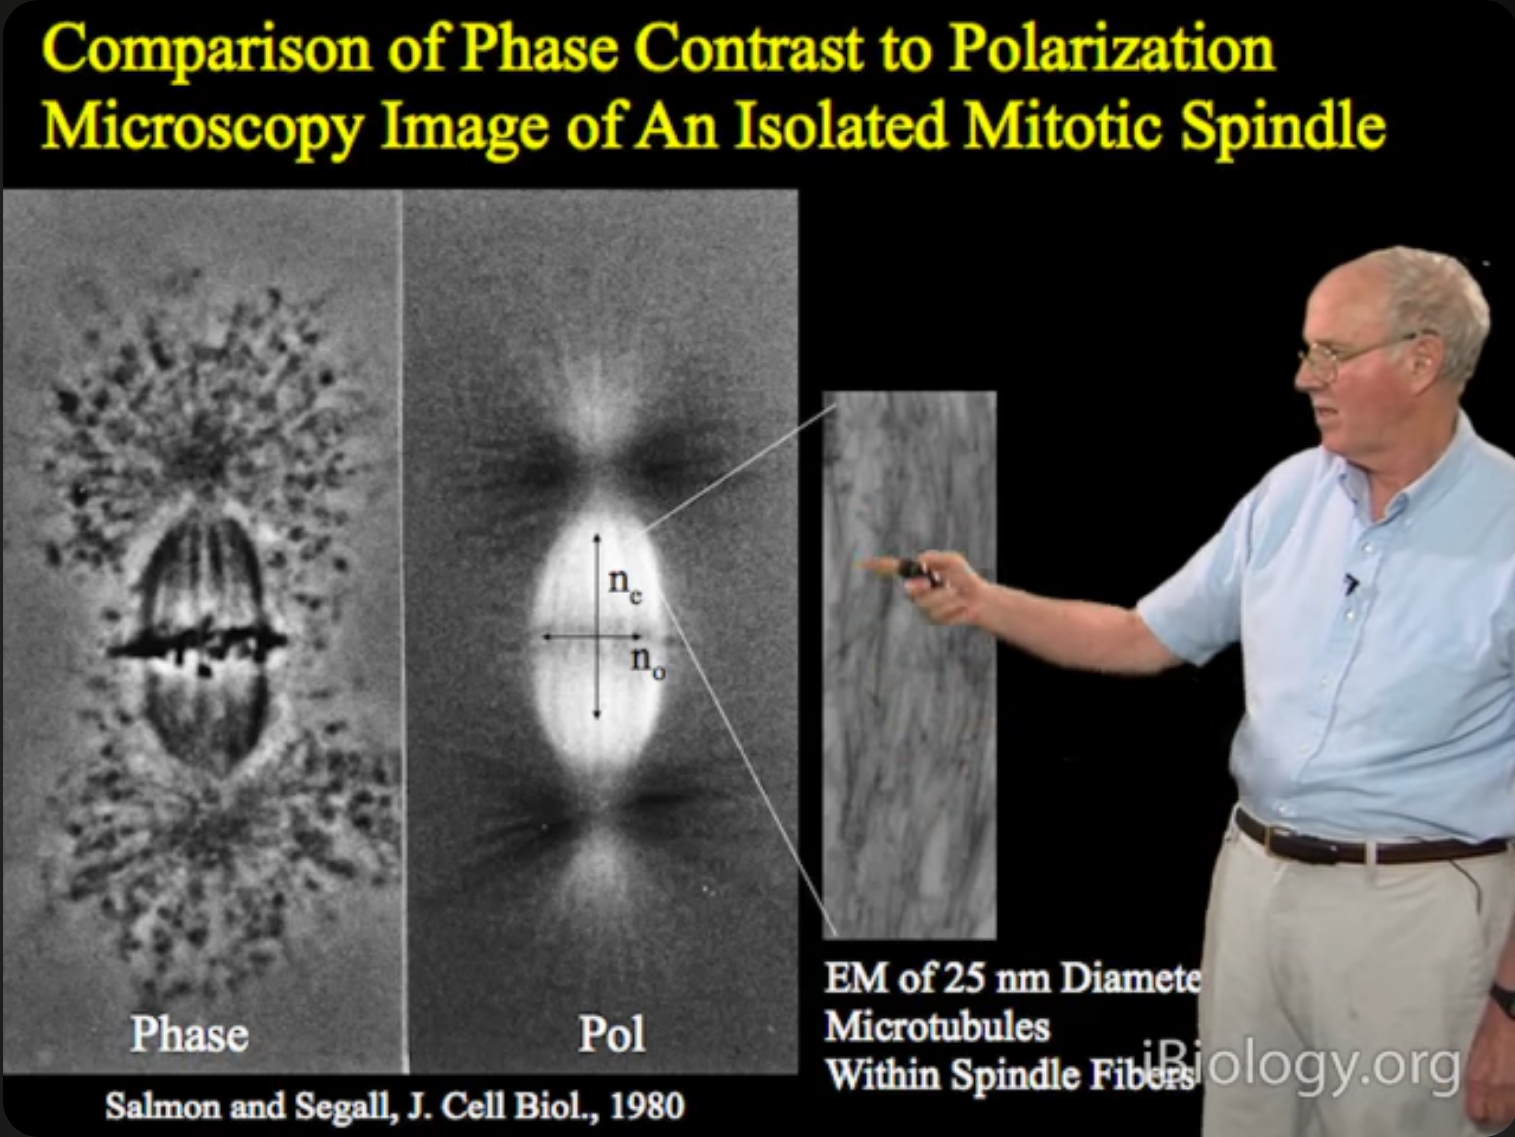 Comparison of Phase Contrast to Polarization
Microscopy Image of An Isolated Mitotic Spindle
n_e
n_o
Phase
Pol
EM of 25 nm Diamete
Microtubules
Within Spindle Fibers
iBiology.org
Salmon and Segall, J. Cell Biol., 1980